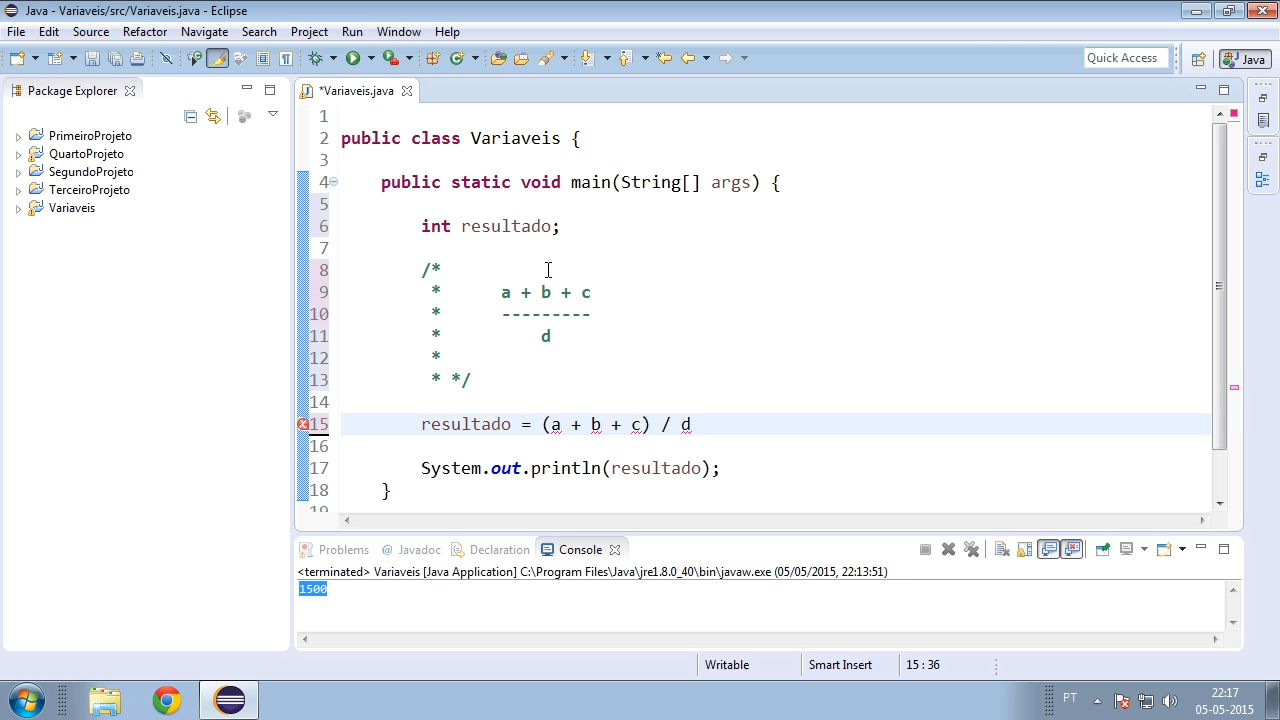 Java - Variaveis/src/Variaveis.java - Eclipse
File Edit Source Refactor Navigate Search Project Run Window Help
Quick Access
Java
Package Explorer
*Variaveis.java
PrimeiroProjeto
QuartoProjeto
SegundoProjeto
TerceiroProjeto
Variaveis
1
2 public class Variaveis {
3
4 public static void main(String[] args) {
5
6 int resultado;
7
8 /*
9 * a + b + c
10 * ---------
11 * d
12 *
13 * */
14
15 resultado = (a + b + c) / d
16
17 System.out.println(resultado);
18 }
19
Problems @ Javadoc Declaration Console
<terminated> Variaveis [Java Application] C:\Program Files\Java\jre1.8.0_40\bin\javaw.exe (05/05/2015, 22:13:51)
1500
Writable Smart Insert 15 : 36
PT
22:17
05-05-2015